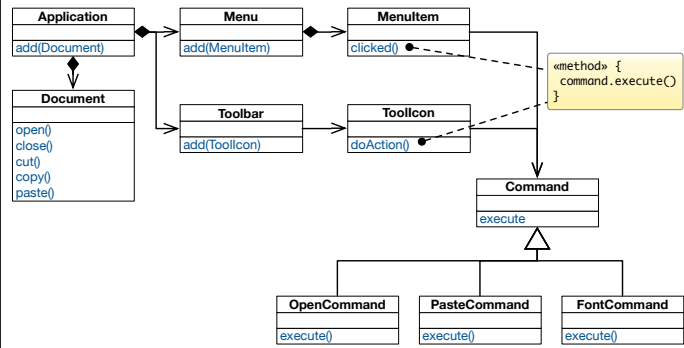 Application
add(Document)
Menu
add(MenuItem)
MenuItem
clicked()
«method» {
command.execute()
}
Document
open()
close()
cut()
copy()
paste()
Toolbar
add(ToolIcon)
ToolIcon
doAction()
Command
execute
OpenCommand
execute()
PasteCommand
execute()
FontCommand
execute()